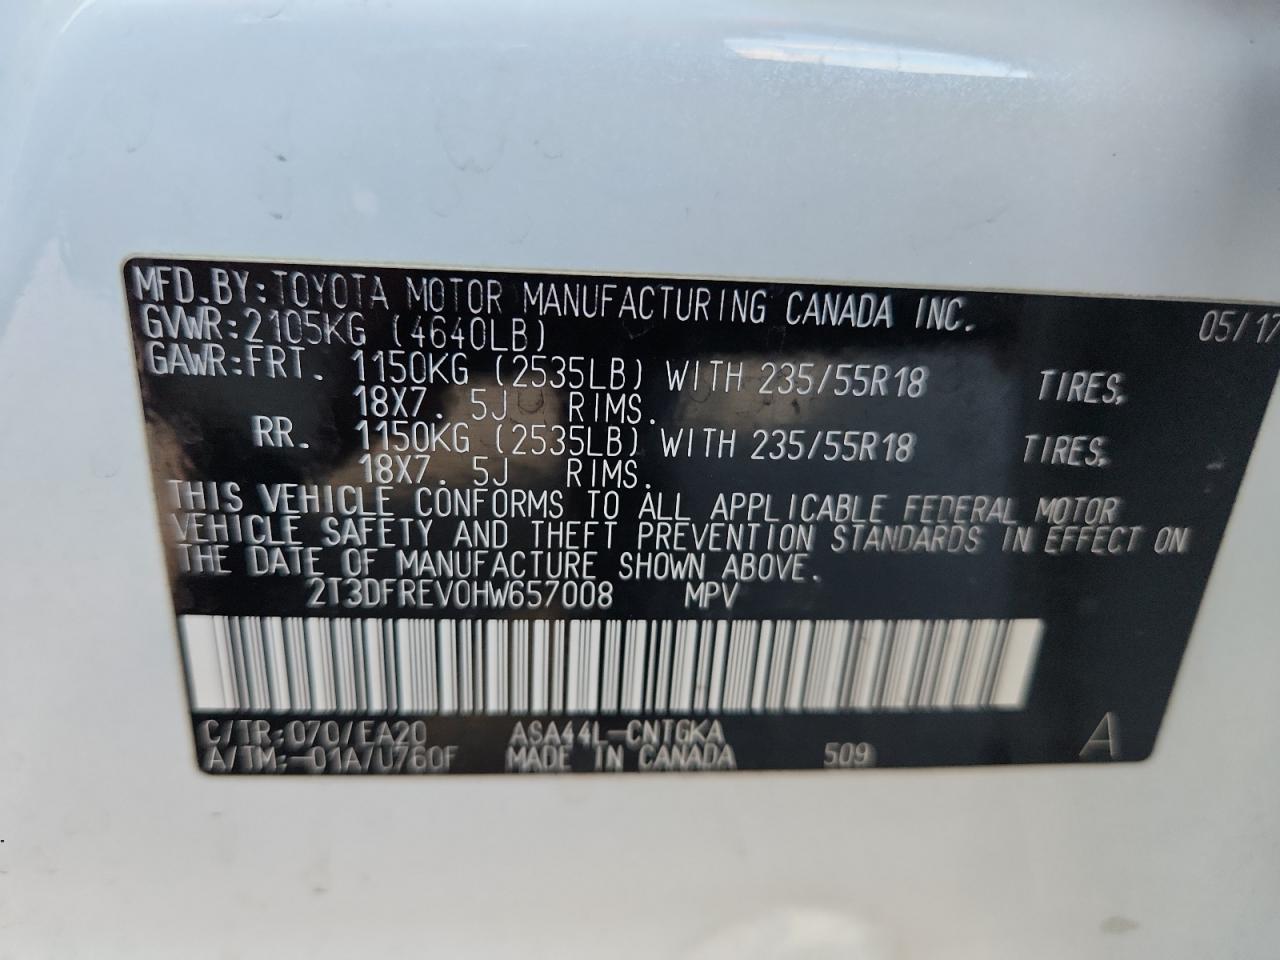 MFD.BY:TOYOTA MOTOR MANUFACTURING CANADA INC. 05/17
GVWR:2105KG (4640LB)
GAWR:FRT. 1150KG (2535LB) WITH 235/55R18 TIRES,
18X7. 5J RIMS.
RR. 1150KG (2535LB) WITH 235/55R18 TIRES,
18X7. 5J RIMS.
THIS VEHICLE CONFORMS TO ALL APPLICABLE FEDERAL MOTOR
VEHICLE SAFETY AND THEFT PREVENTION STANDARDS IN EFFECT ON
THE DATE OF MANUFACTURE SHOWN ABOVE.
2T3DFREV0HW657008 MPV
C/TR:070/EA20 ASA44L-CNTGKA
A/TM:-01A/U760F MADE IN CANADA 509 A